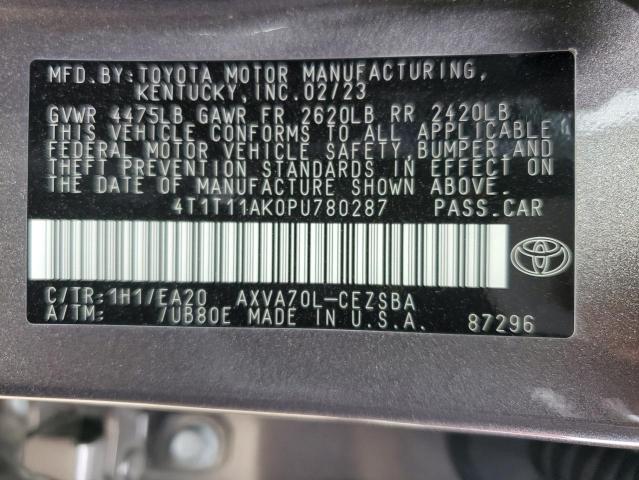 MFD.BY:TOYOTA MOTOR MANUFACTURING,
KENTUCKY,INC.02/23
GVWR 4475LB GAWR FR 2620LB RR 2420LB
THIS VEHICLE CONFORMS TO ALL APPLICABLE
FEDERAL MOTOR VEHICLE SAFETY,BUMPER,AND
THEFT PREVENTION STANDARDS IN EFFECT ON
THE DATE OF MANUFACTURE SHOWN ABOVE.
4T1T11AK0PU780287 PASS.CAR
C/TR:1H1/EA20 AXVA70L-CEZSBA
A/TM: /UB80E MADE IN U.S.A. 87296